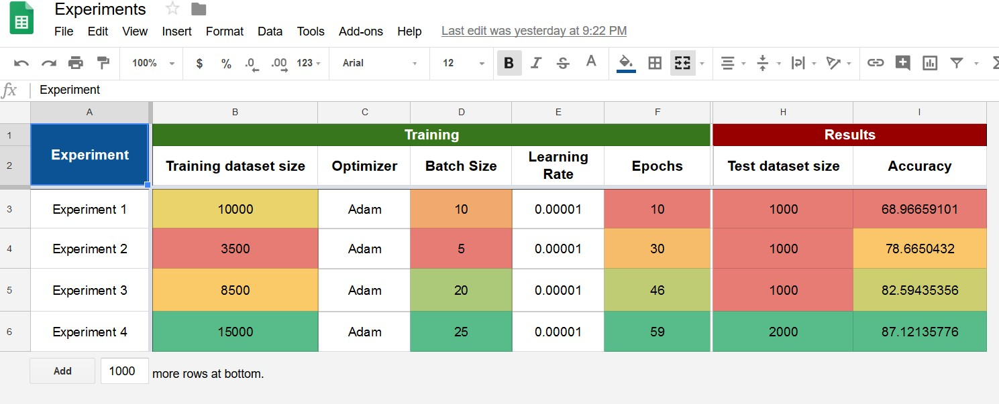 Experiments
File Edit View Insert Format Data Tools Add-ons Help Last edit was yesterday at 9:22 PM
100% $ % .0 .00 123 Arial 12 B I S A
fx Experiment
A B C D E F H I
1 Experiment Training Results
2 Training dataset size Optimizer Batch Size Learning Rate Epochs Test dataset size Accuracy
3 Experiment 1 10000 Adam 10 0.00001 10 1000 68.96659101
4 Experiment 2 3500 Adam 5 0.00001 30 1000 78.6650432
5 Experiment 3 8500 Adam 20 0.00001 46 1000 82.59435356
6 Experiment 4 15000 Adam 25 0.00001 59 2000 87.12135776
Add 1000 more rows at bottom.